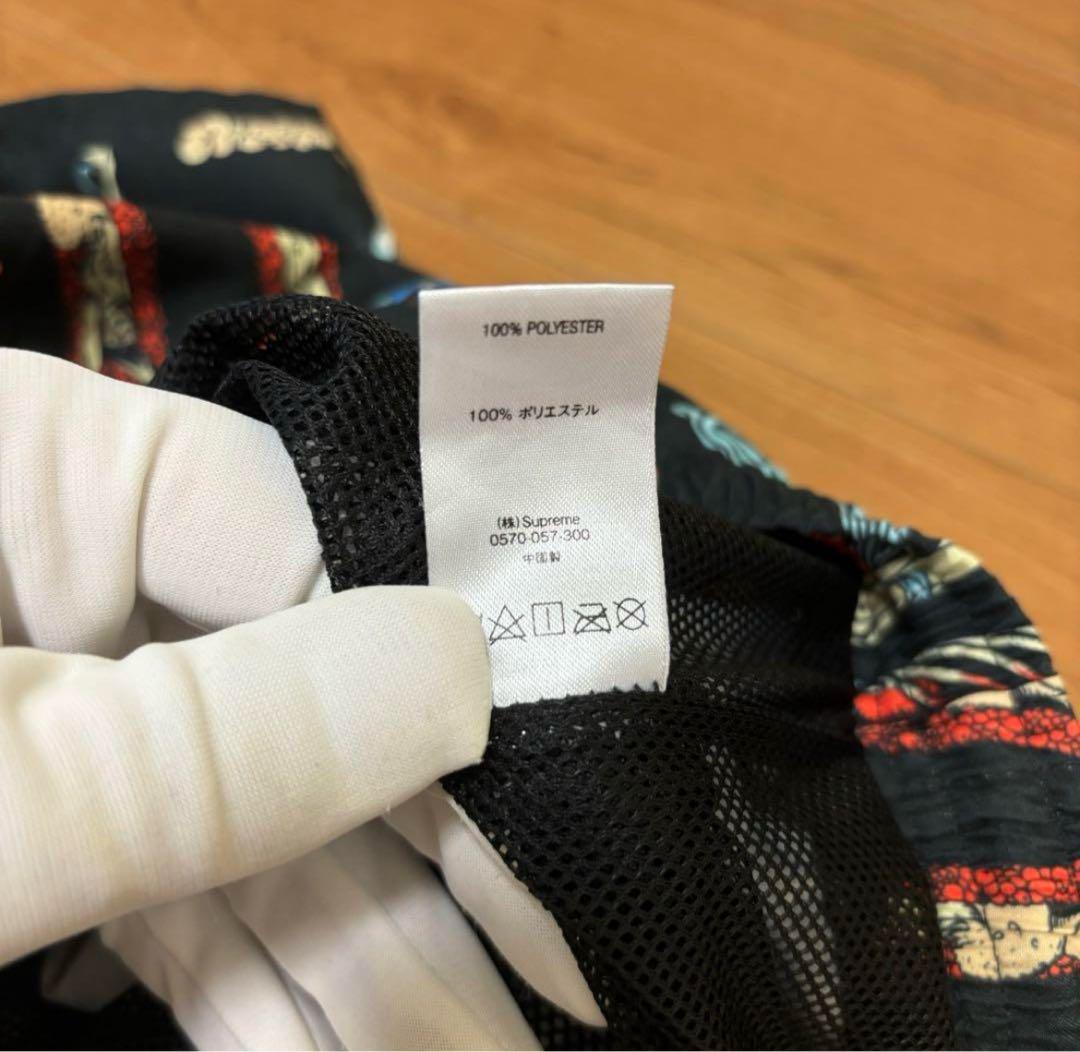 100% POLYESTER
100% ポリエステル
(株)Supreme
0570-057-300
中国製